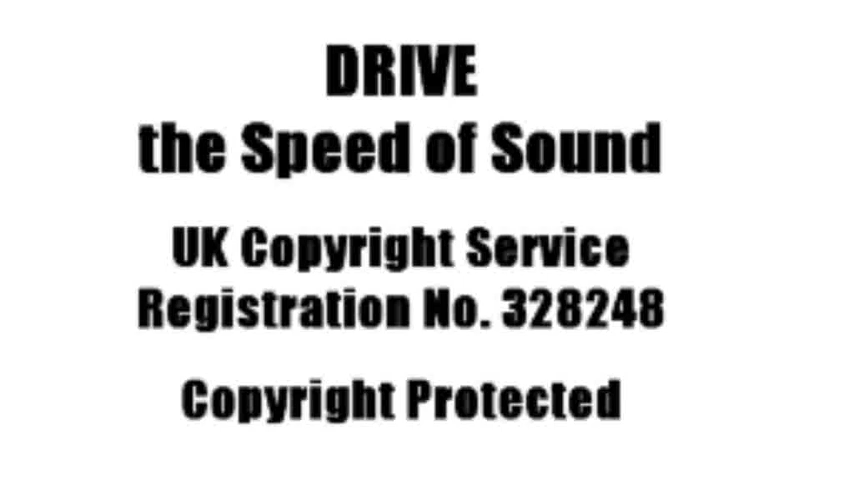 DRIVE
the Speed of Sound
UK Copyright Service
Registration No. 328248
Copyright Protected